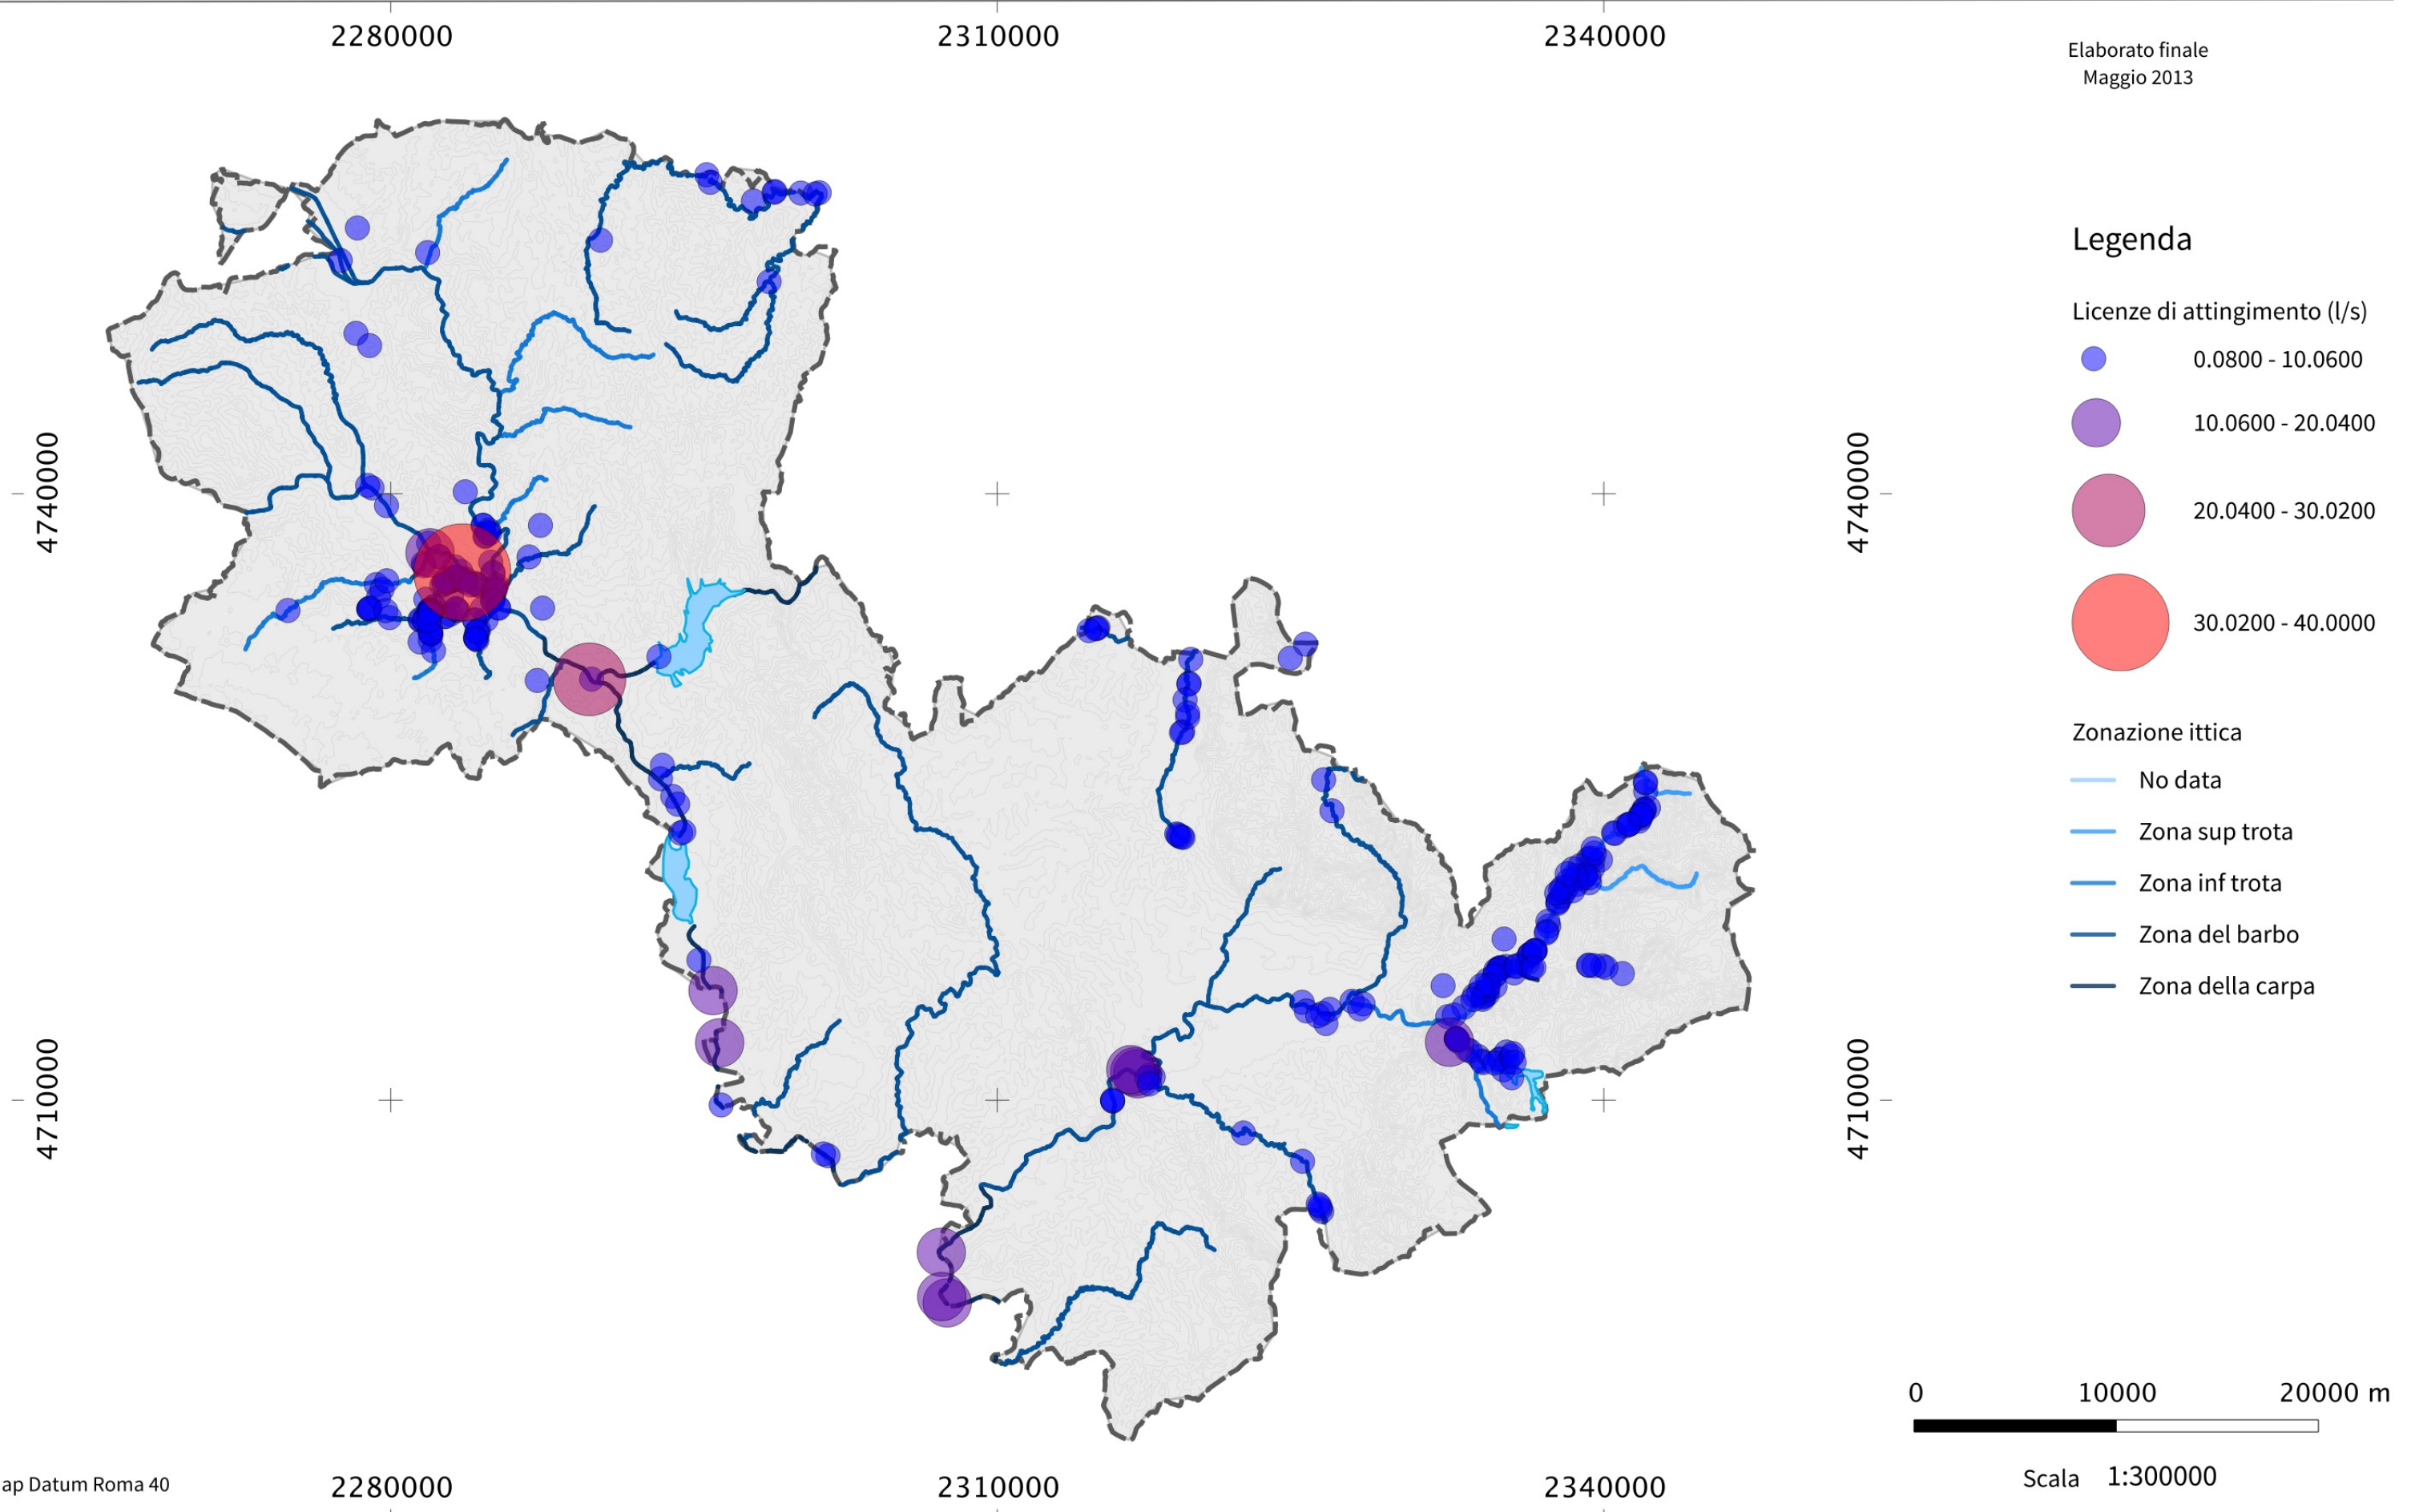 2280000 2310000 2340000
Elaborato finale
Maggio 2013
4740000 4740000
4710000 4710000
Legenda
Licenze di attingimento (l/s)
0.0800 - 10.0600
10.0600 - 20.0400
20.0400 - 30.0200
30.0200 - 40.0000
Zonazione ittica
No data
Zona sup trota
Zona inf trota
Zona del barbo
Zona della carpa
0 10000 20000 m
Scala 1:300000
ap Datum Roma 40
2280000 2310000 2340000